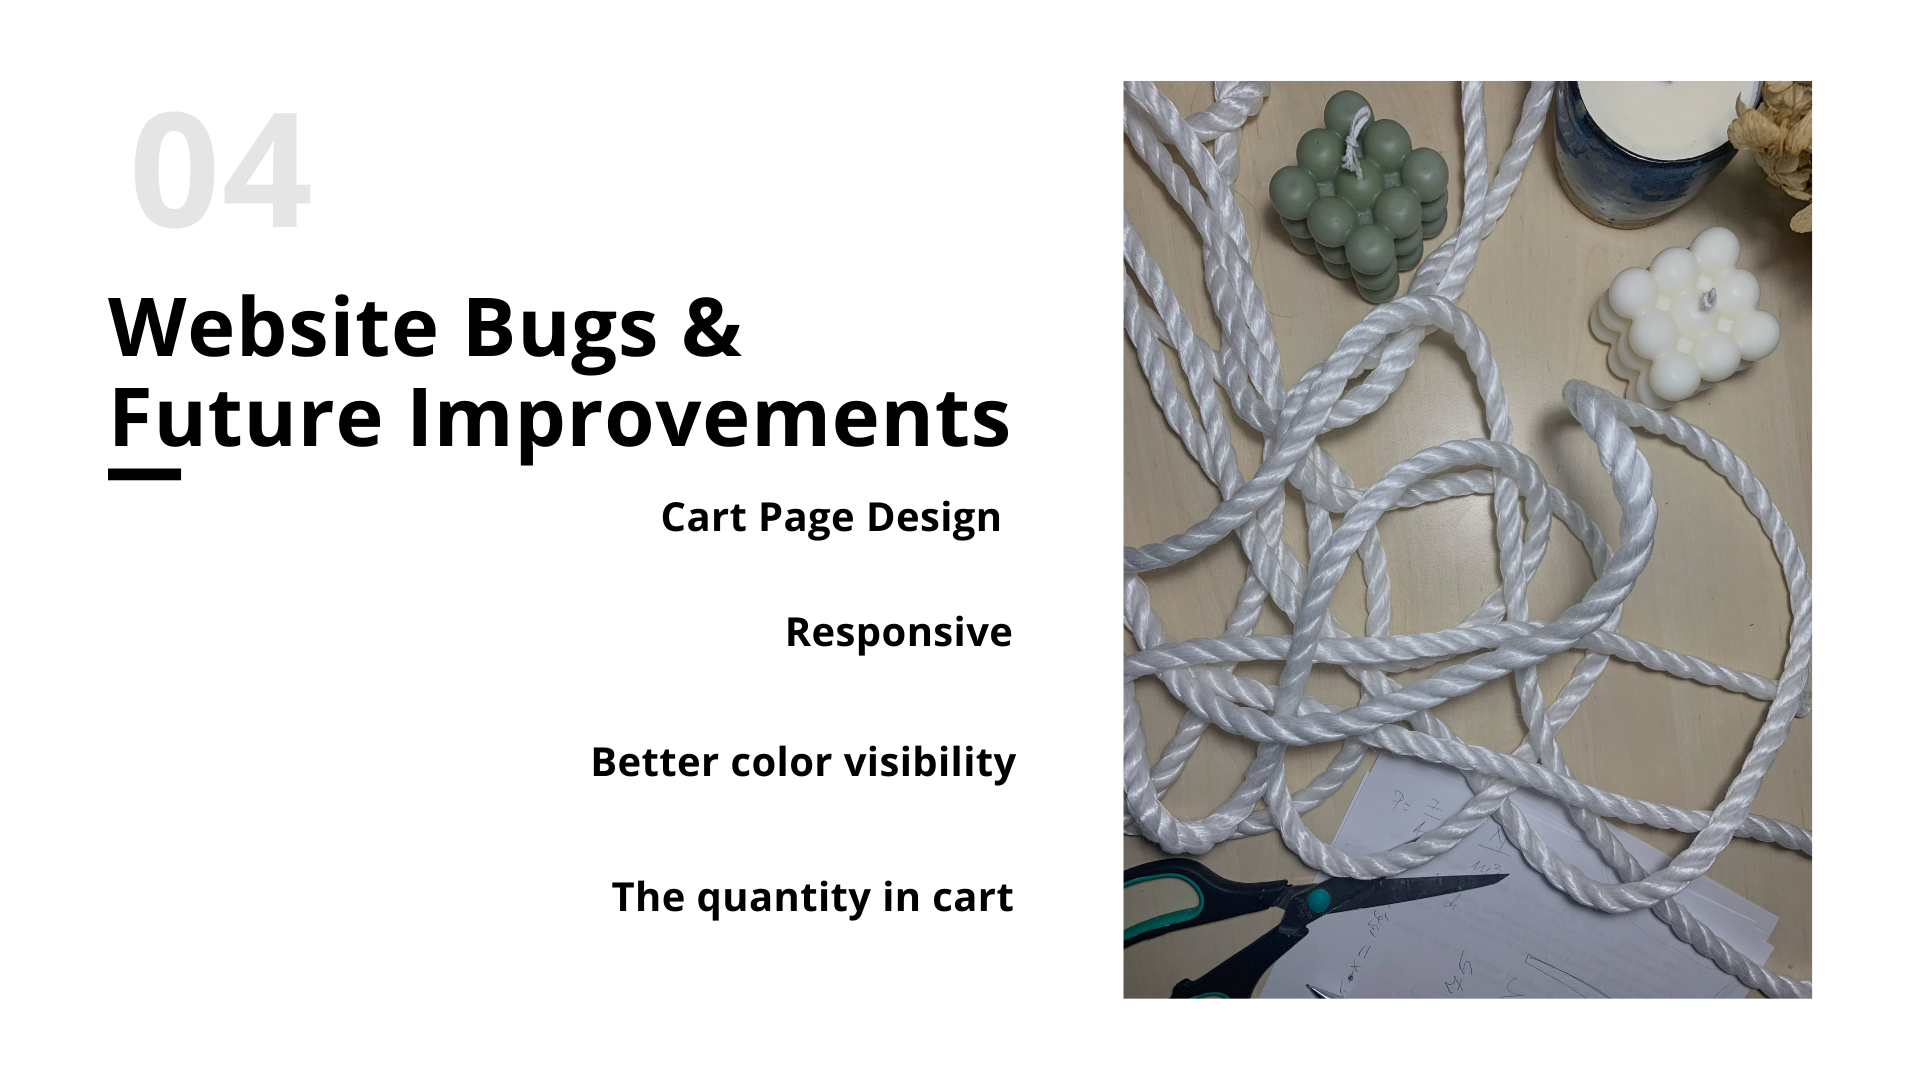 04
Website Bugs &
Future Improvements
Cart Page Design
Responsive
Better color visibility
The quantity in cart